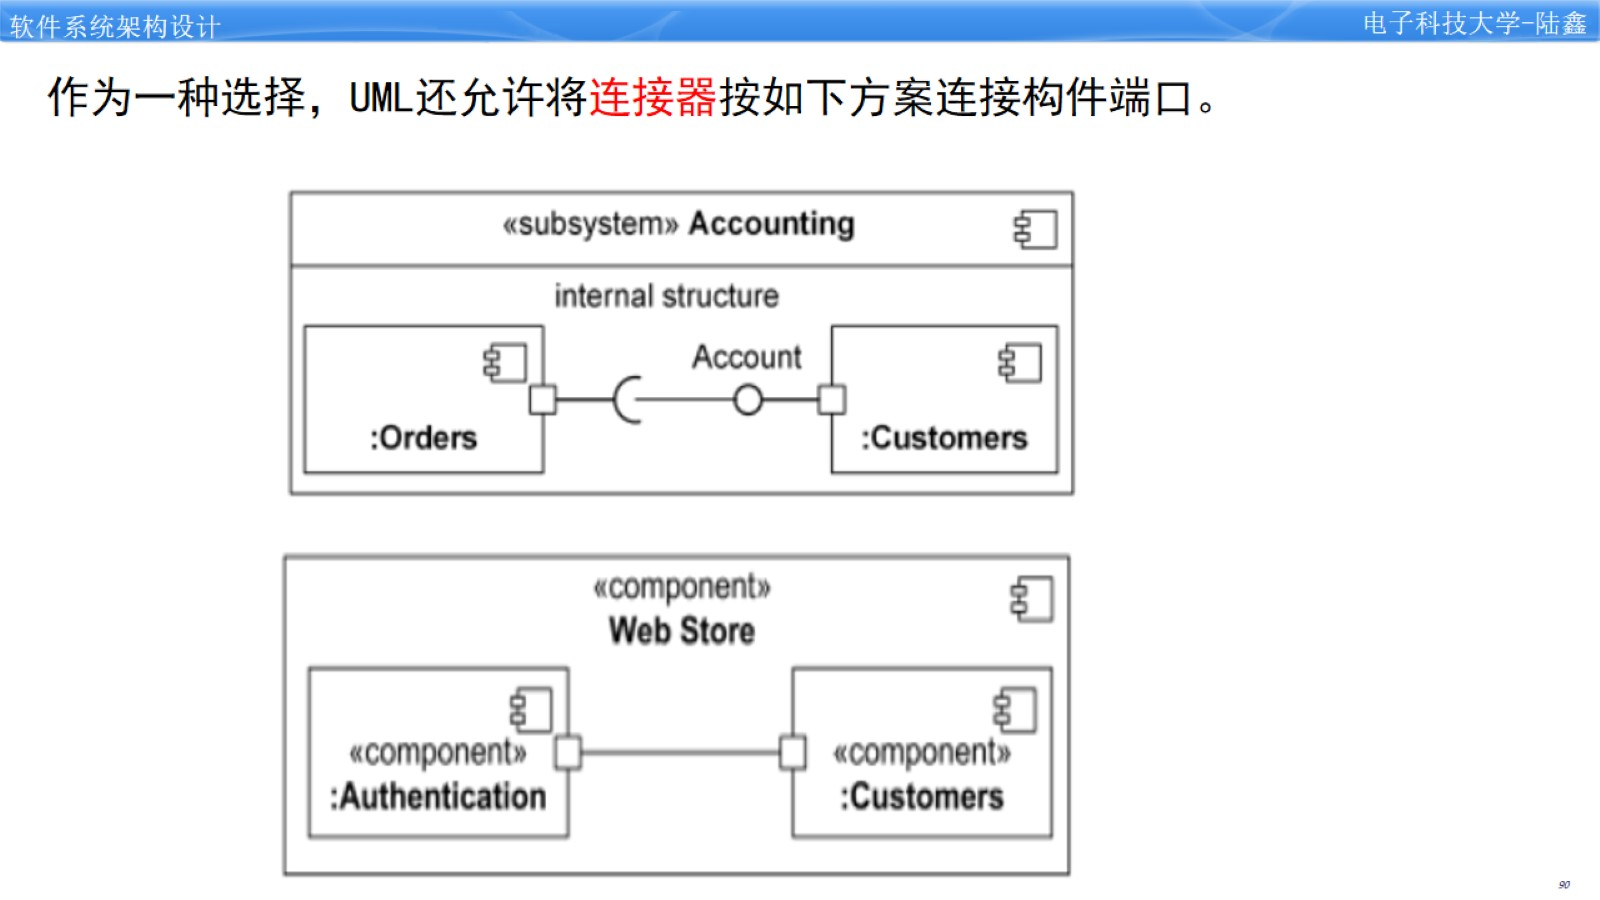 软件系统架构设计
电子科技大学-陆鑫
作为一种选择，UML还允许将连接器按如下方案连接构件端口。
«subsystem» Accounting
internal structure
Account
:Orders
:Customers
«component»
Web Store
«component»
:Authentication
«component»
:Customers
90